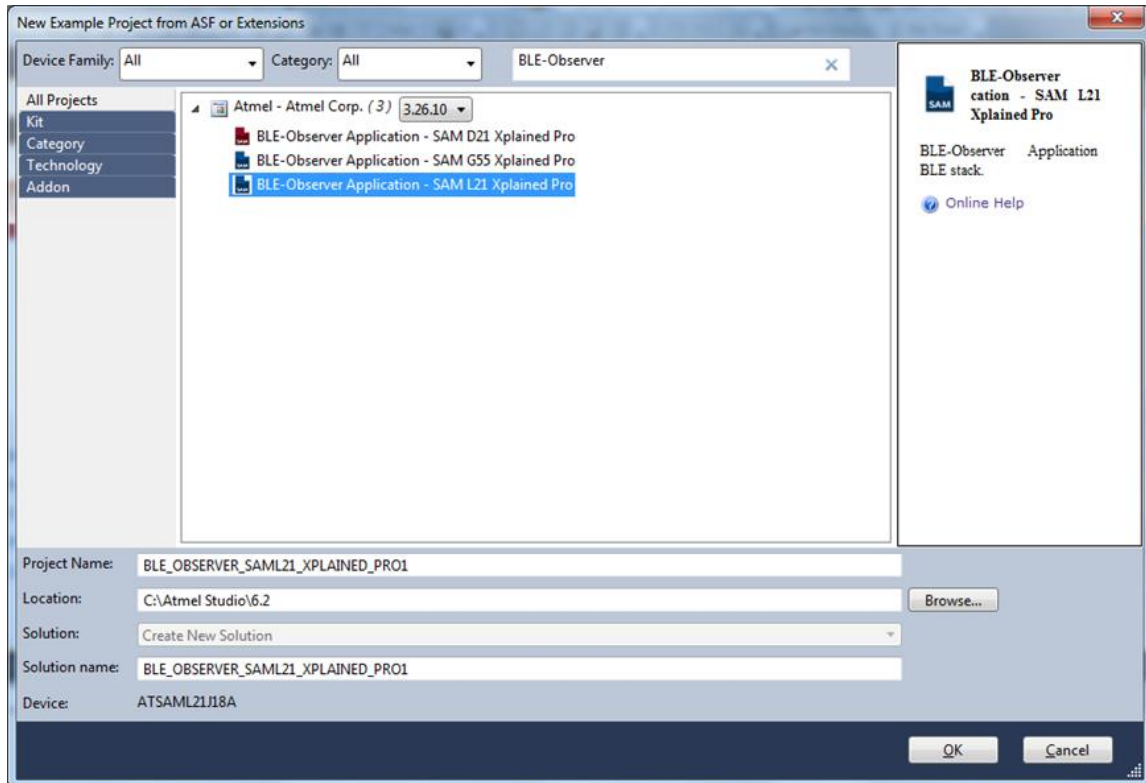 New Example Project from ASF or Extensions
Device Family: All Category: All BLE-Observer
All Projects
Kit
Category
Technology
Addon
Atmel - Atmel Corp. (3) 3.26.10
BLE-Observer Application - SAM D21 Xplained Pro
BLE-Observer Application - SAM G55 Xplained Pro
BLE-Observer Application - SAM L21 Xplained Pro
SAM
BLE-Observer
cation - SAM L21
Xplained Pro
BLE-Observer Application
BLE stack.
Online Help
Project Name: BLE_OBSERVER_SAML21_XPLAINED_PRO1
Location: C:\Atmel Studio\6.2 Browse...
Solution: Create New Solution
Solution name: BLE_OBSERVER_SAML21_XPLAINED_PRO1
Device: ATSAML21J18A
OK Cancel